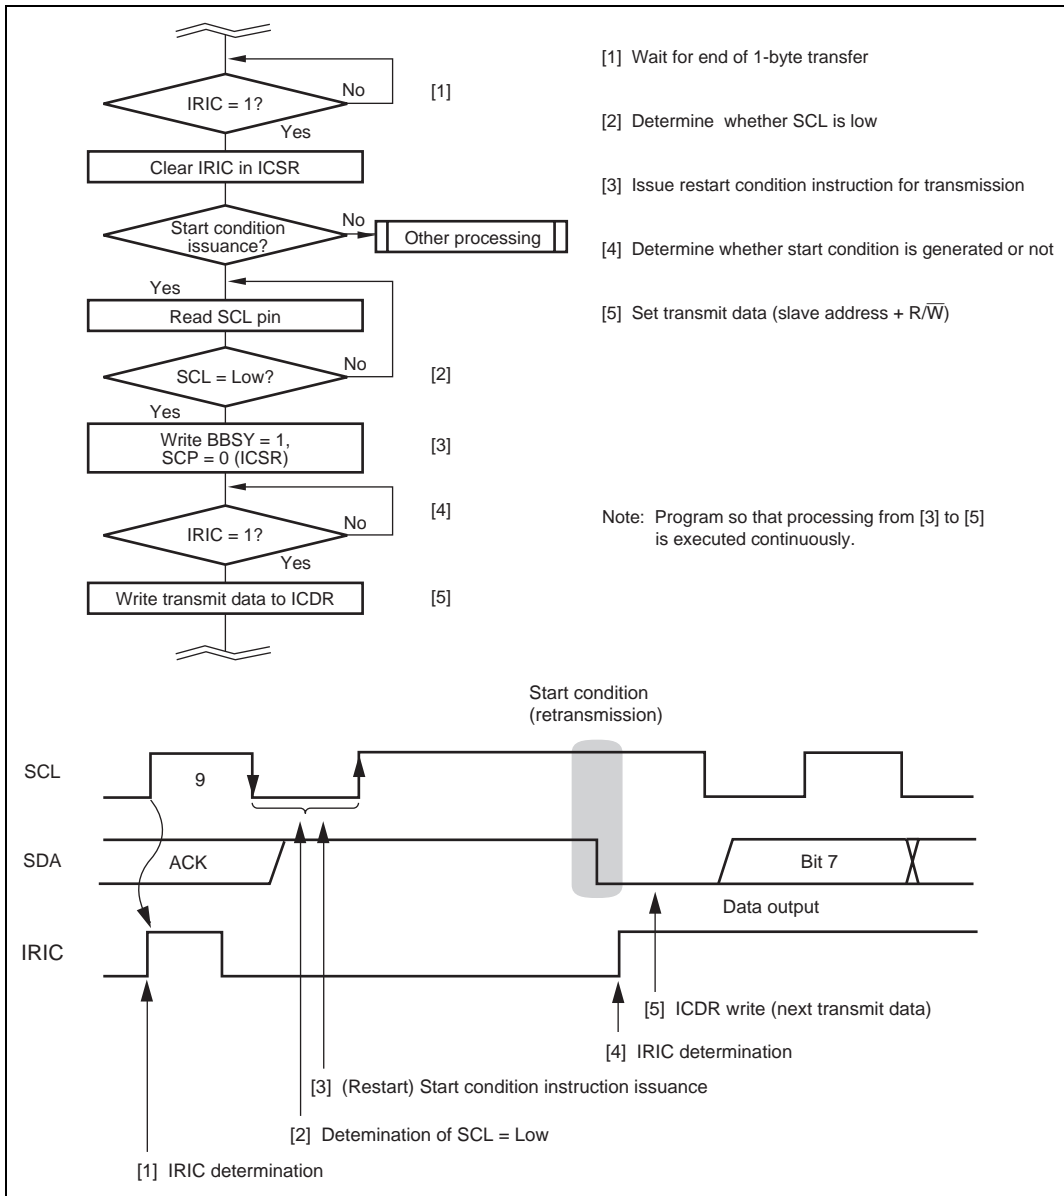 IRIC = 1?
No
[1]
Yes
Clear IRIC in ICSR
Start condition
issuance?
No
Other processing
Yes
Read SCL pin
SCL = Low?
No
[2]
Yes
Write BBSY = 1,
SCP = 0 (ICSR)
[3]
IRIC = 1?
No
[4]
Yes
Write transmit data to ICDR
[5]
[1] Wait for end of 1-byte transfer
[2] Determine whether SCL is low
[3] Issue restart condition instruction for transmission
[4] Determine whether start condition is generated or not
[5] Set transmit data (slave address + R/W̅)
Note: Program so that processing from [3] to [5]
is executed continuously.
Start condition
(retransmission)
SCL
9
SDA
ACK
Bit 7
Data output
IRIC
[5] ICDR write (next transmit data)
[4] IRIC determination
[3] (Restart) Start condition instruction issuance
[2] Detemination of SCL = Low
[1] IRIC determination